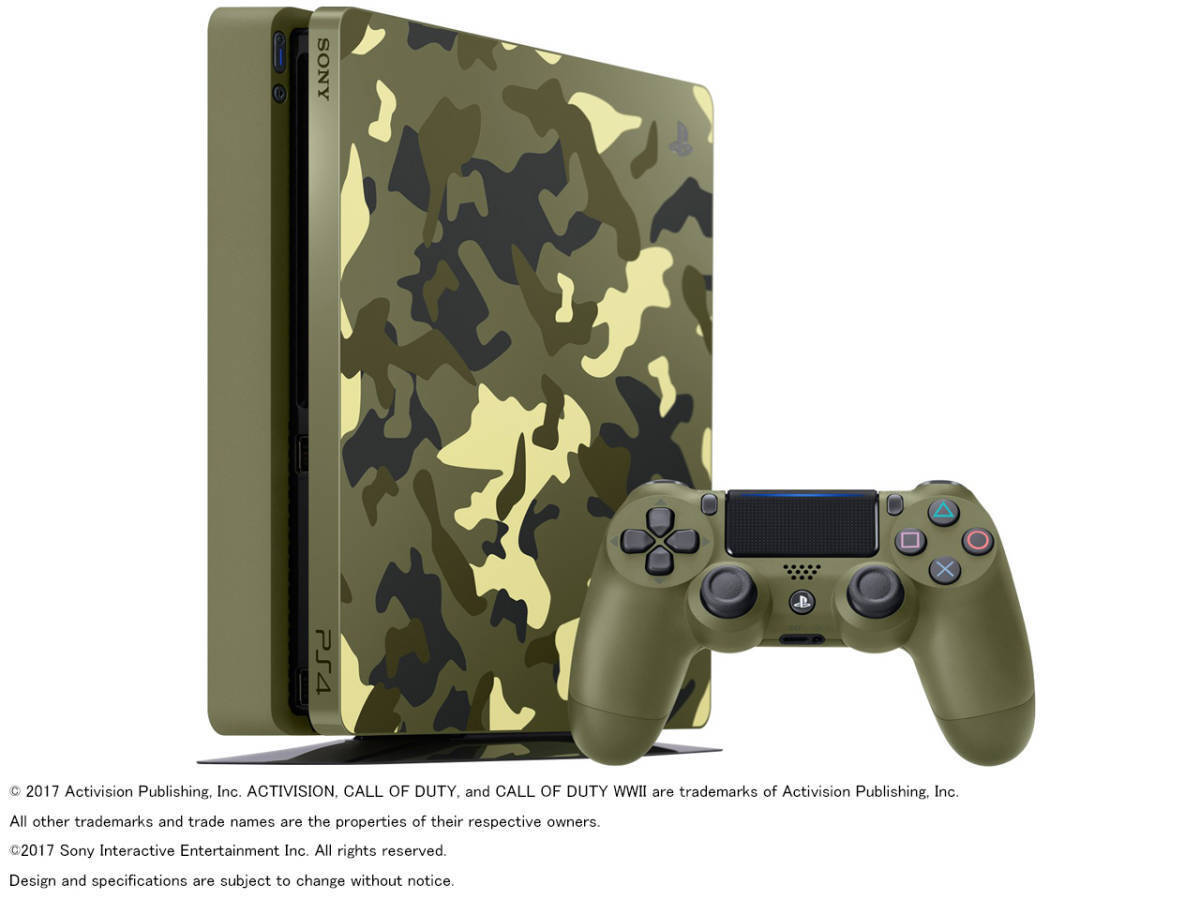 SONY
PS4
© 2017 Activision Publishing, Inc. ACTIVISION, CALL OF DUTY, and CALL OF DUTY WWII are trademarks of Activision Publishing, Inc.
All other trademarks and trade names are the properties of their respective owners.
©2017 Sony Interactive Entertainment Inc. All rights reserved.
Design and specifications are subject to change without notice.